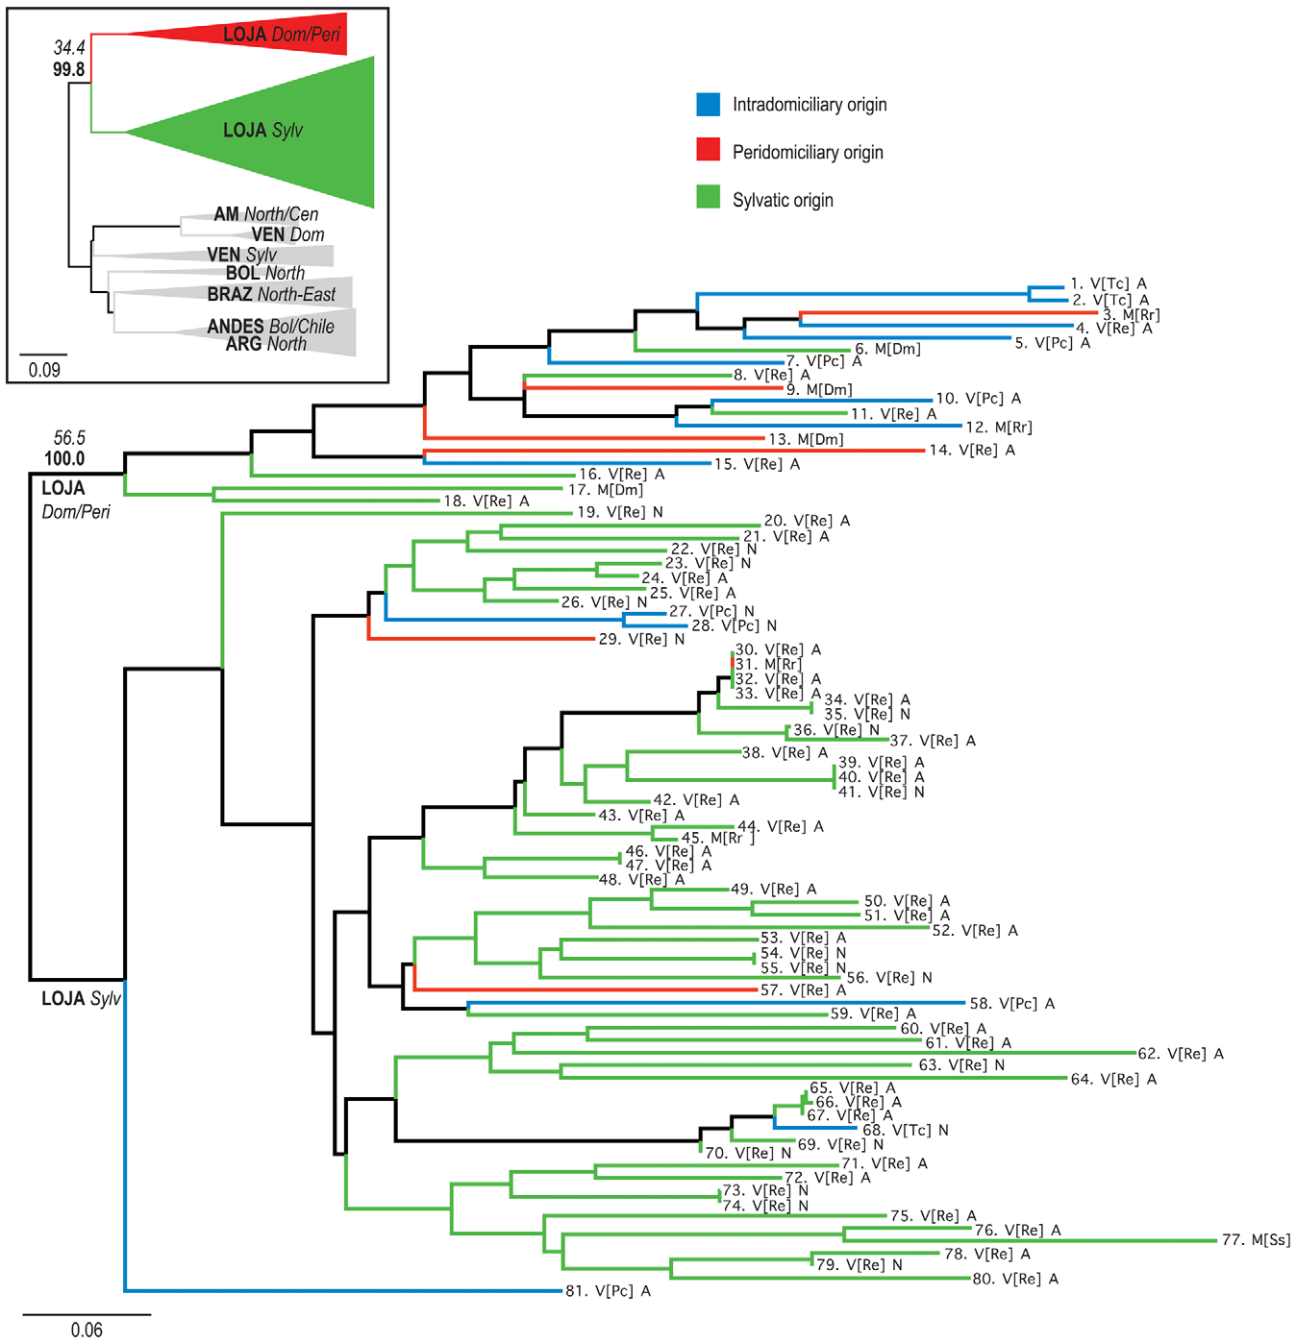 LOJA Dom/Peri
34.4
99.8
LOJA Sylv
AM North/Cen
VEN Dom
VEN Sylv
BOL North
BRAZ North-East
ANDES Bol/Chile
ARG North
0.09
Intradomiciliary origin
Peridomiciliary origin
Sylvatic origin
1. V[Tc] A
2. V[Tc] A
3. M[Rr]
4. V[Re] A
5. V[Pc] A
6. M[Dm]
7. V[Pc] A
8. V[Re] A
9. M[Dm]
10. V[Pc] A
11. V[Re] A
12. M[Rr]
13. M[Dm]
14. V[Re] A
15. V[Re] A
16. V[Re] A
17. M[Dm]
18. V[Re] A
56.5
100.0
LOJA
Dom/Peri
19. V[Re] N
20. V[Re] A
21. V[Re] A
22. V[Re] N
23. V[Re] N
24. V[Re] A
25. V[Re] A
26. V[Re] N
27. V[Pc] N
28. V[Pc] N
29. V[Re] N
30. V[Re] A
31. M[Rr]
32. V[Re] A
33. V[Re] A
34. V[Re] A
35. V[Re] N
36. V[Re] N
37. V[Re] A
38. V[Re] A
39. V[Re] A
40. V[Re] A
41. V[Re] N
42. V[Re] A
43. V[Re] A
44. V[Re] A
45. M[Rr ]
46. V[Re] A
47. V[Re] A
48. V[Re] A
49. V[Re] A
50. V[Re] A
51. V[Re] A
52. V[Re] A
53. V[Re] A
54. V[Re] N
55. V[Re] N
56. V[Re] N
57. V[Re] A
LOJA Sylv
58. V[Pc] A
59. V[Re] A
60. V[Re] A
61. V[Re] A
62. V[Re] A
63. V[Re] N
64. V[Re] A
65. V[Re] A
66. V[Re] A
67. V[Re] A
68. V[Tc] N
69. V[Re] N
70. V[Re] N
71. V[Re] A
72. V[Re] A
73. V[Re] N
74. V[Re] N
75. V[Re] A
76. V[Re] A
77. M[Ss]
78. V[Re] A
79. V[Re] N
80. V[Re] A
81. V[Pc] A
0.06